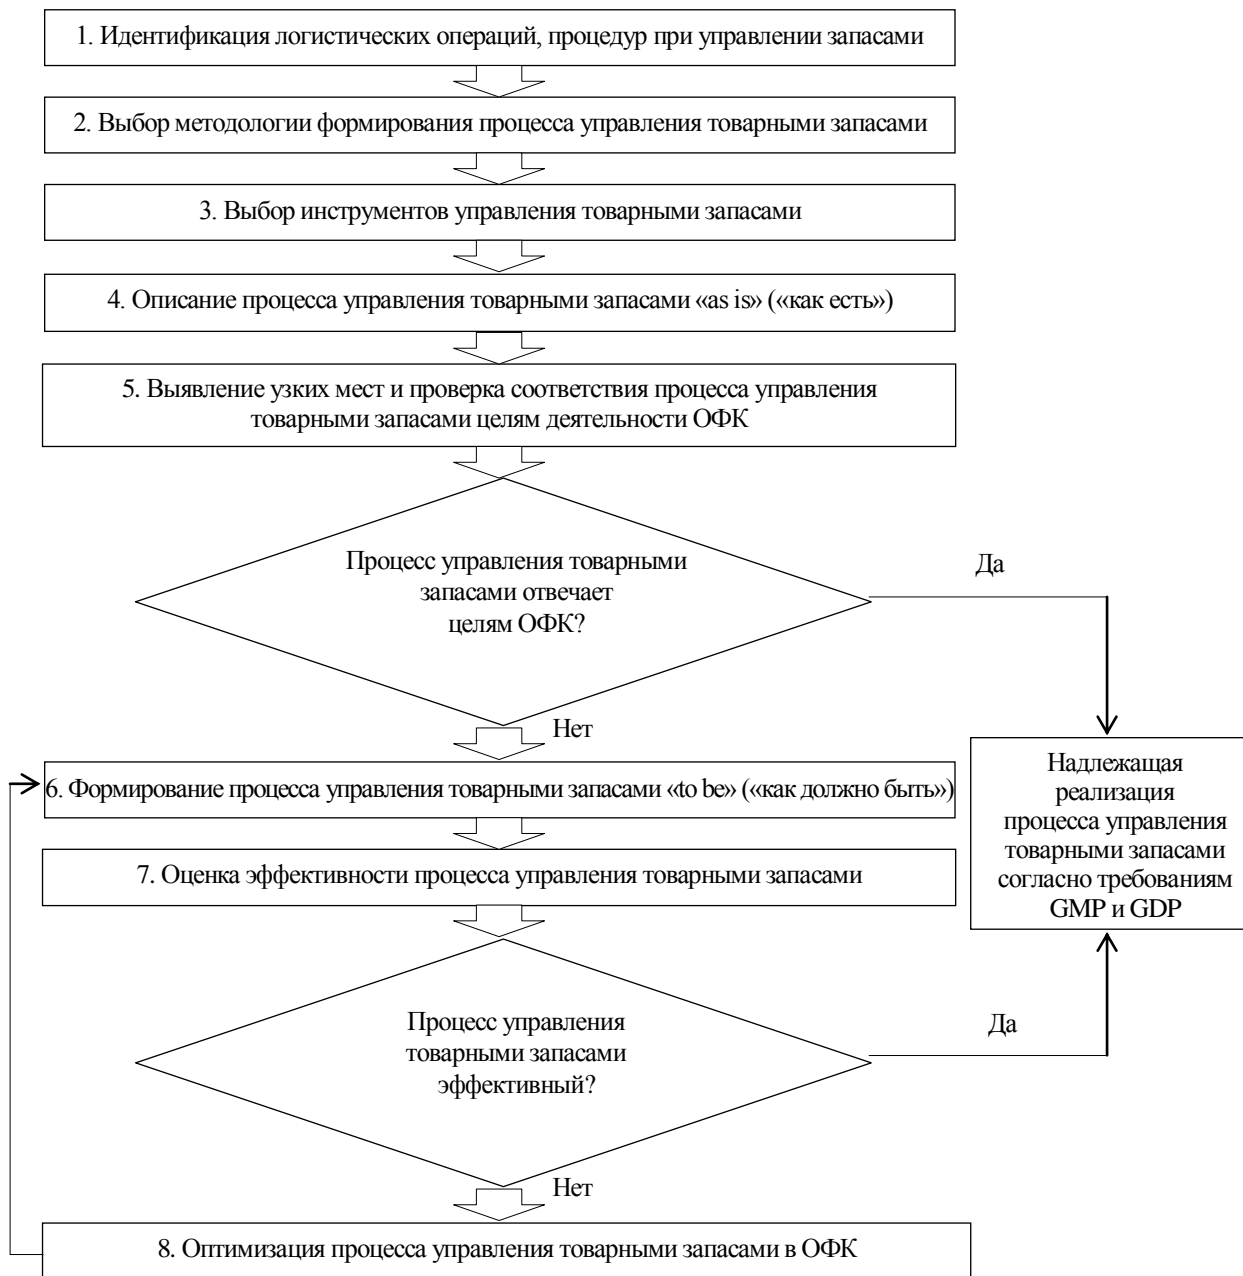 1. Идентификация логистических операций, процедур при управлении запасами
2. Выбор методологии формирования процесса управления товарными запасами
3. Выбор инструментов управления товарными запасами
4. Описание процесса управления товарными запасами «as is» («как есть»)
5. Выявление узких мест и проверка соответствия процесса управления
товарными запасами целям деятельности ОФК
Процесс управления товарными
запасами отвечает
целям ОФК?
Да
Нет
6. Формирование процесса управления товарными запасами «to be» («как должно быть»)
Надлежащая
реализация
процесса управления
товарными запасами
согласно требованиям
GMP и GDP
7. Оценка эффективности процесса управления товарными запасами
Процесс управления
товарными запасами
эффективный?
Да
Нет
8. Оптимизация процесса управления товарными запасами в ОФК